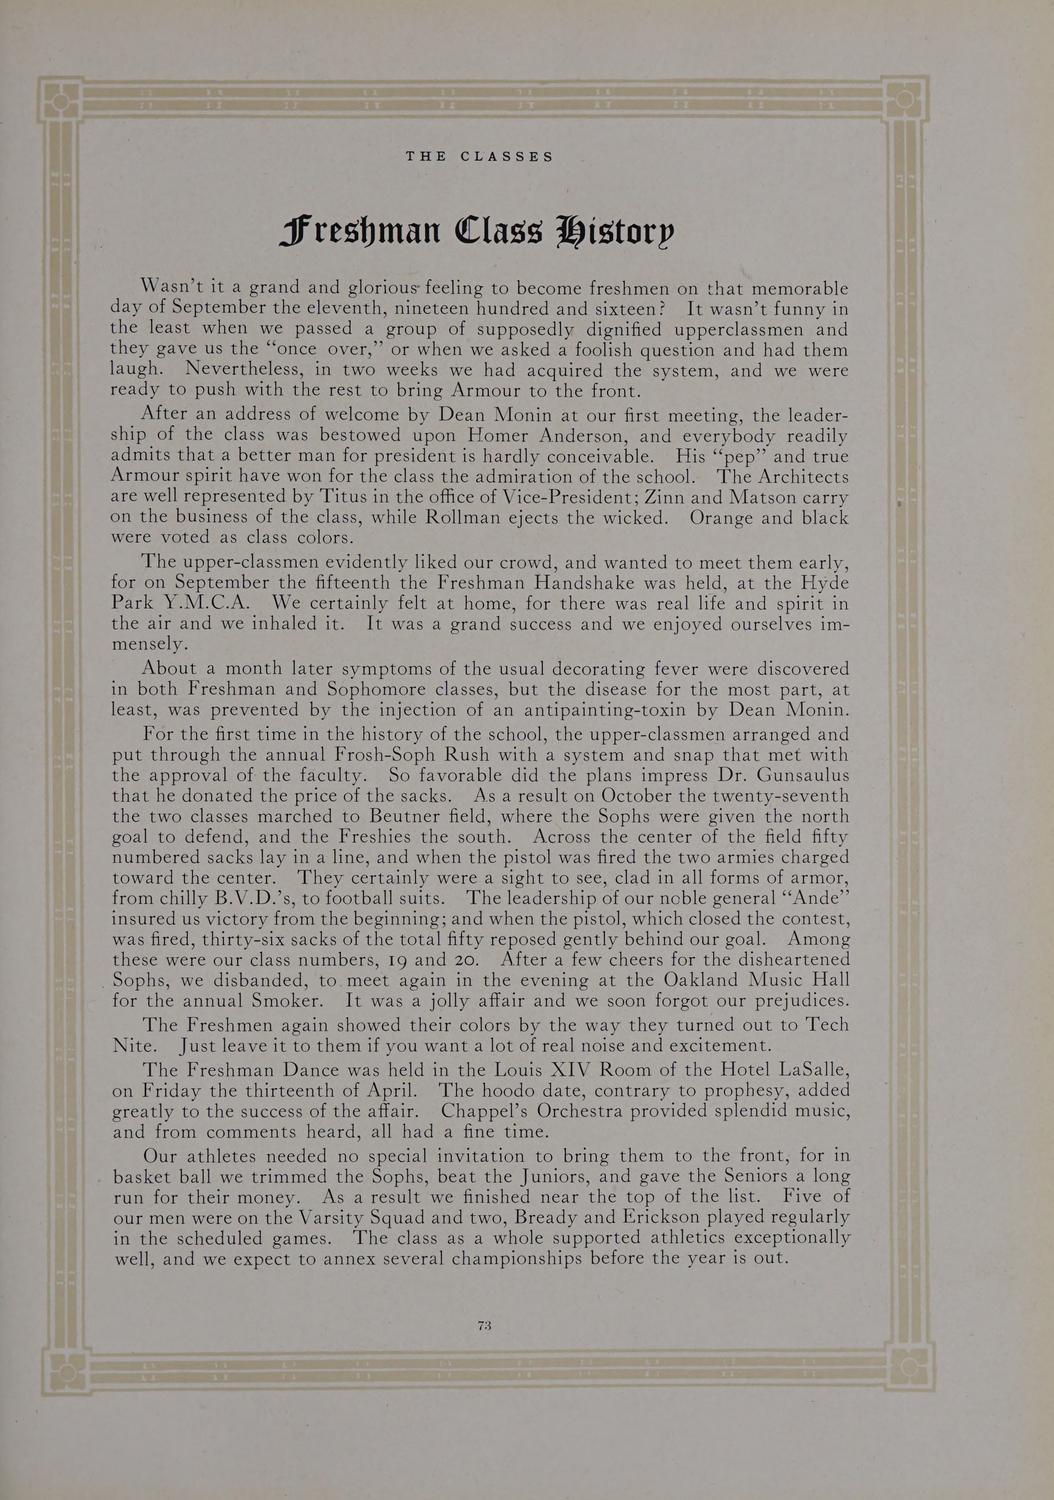 THE CLASSES
Freshman Class History
Wasn't it a grand and glorious feeling to become freshmen on that memorable
day of September the eleventh, nineteen hundred and sixteen? It wasn't funny in
the least when we passed a group of supposedly dignified upperclassmen and
they gave us the “once over,” or when we asked a foolish question and had them
laugh. Nevertheless, in two weeks we had acquired the system, and we were
ready to push with the rest to bring Armour to the front.
After an address of welcome by Dean Monin at our first meeting, the leader-
ship of the class was bestowed upon Homer Anderson, and everybody readily
admits that a better man for president is hardly conceivable. His “pep” and true
Armour spirit have won for the class the admiration of the school. The Architects
are well represented by Titus in the office of Vice-President; Zinn and Matson carry
on the business of the class, while Rollman ejects the wicked. Orange and black
were voted as class colors.
The upper-classmen evidently liked our crowd, and wanted to meet them early,
for on September the fifteenth the Freshman Handshake was held, at the Hyde
Park Y.M.C.A. We certainly felt at home, for there was real life and spirit in
the air and we inhaled it. It was a grand success and we enjoyed ourselves im-
mensely.
About a month later symptoms of the usual decorating fever were discovered
in both Freshman and Sophomore classes, but the disease for the most part, at
least, was prevented by the injection of an antipainting-toxin by Dean Monin.
For the first time in the history of the school, the upper-classmen arranged and
put through the annual Frosh-Soph Rush with a system and snap that met with
the approval of the faculty. So favorable did the plans impress Dr. Gunsaulus
that he donated the price of the sacks. As a result on October the twenty-seventh
the two classes marched to Beutner field, where the Sophs were given the north
goal to defend, and the Freshies the south. Across the center of the field fifty
numbered sacks lay in a line, and when the pistol was fired the two armies charged
toward the center. They certainly were a sight to see, clad in all forms of armor,
from chilly B.V.D.'s, to football suits. The leadership of our noble general “Ande”
insured us victory from the beginning; and when the pistol, which closed the contest,
was fired, thirty-six sacks of the total fifty reposed gently behind our goal. Among
these were our class numbers, 19 and 20. After a few cheers for the disheartened
Sophs, we disbanded, to meet again in the evening at the Oakland Music Hall
for the annual Smoker. It was a jolly affair and we soon forgot our prejudices.
The Freshmen again showed their colors by the way they turned out to Tech
Nite. Just leave it to them if you want a lot of real noise and excitement.
The Freshman Dance was held in the Louis XIV Room of the Hotel LaSalle,
on Friday the thirteenth of April. The hoodo date, contrary to prophesy, added
greatly to the success of the affair. Chappel's Orchestra provided splendid music,
and from comments heard, all had a fine time.
Our athletes needed no special invitation to bring them to the front, for in
basket ball we trimmed the Sophs, beat the Juniors, and gave the Seniors a long
run for their money. As a result we finished near the top of the list. Five of
our men were on the Varsity Squad and two, Bready and Erickson played regularly
in the scheduled games. The class as a whole supported athletics exceptionally
well, and we expect to annex several championships before the year is out.
73